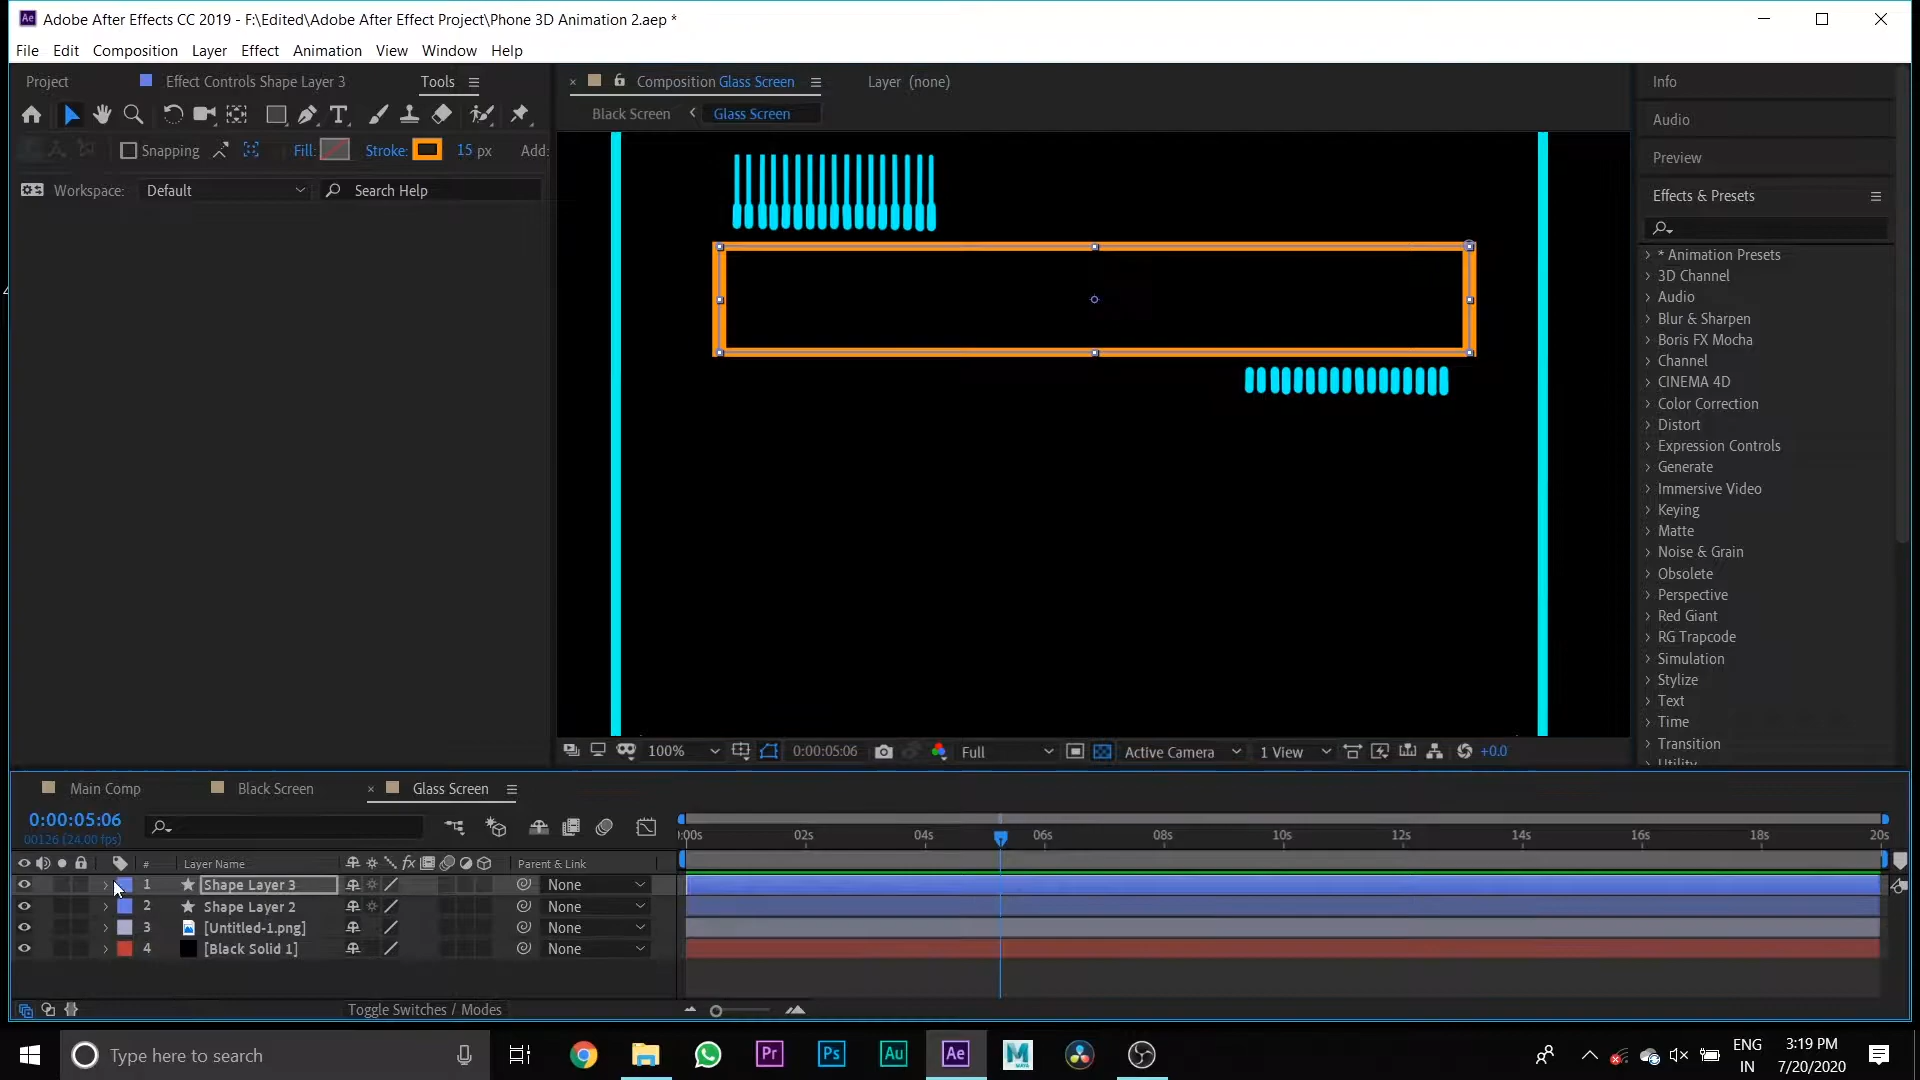 Adobe After Effects CC 2019 - F:\Edited\Adobe After Effect Project\Phone 3D Animation 2.aep *
File Edit Composition Layer Effect Animation View Window Help
Project Effect Controls Shape Layer 3 Tools
Composition Glass Screen Layer (none)
Black Screen Glass Screen
Snapping Fill: Stroke: 15 px Add:
Workspace: Default Search Help
Info
Audio
Preview
Effects & Presets
* Animation Presets
3D Channel
Audio
Blur & Sharpen
Boris FX Mocha
Channel
CINEMA 4D
Color Correction
Distort
Expression Controls
Generate
Immersive Video
Keying
Matte
Noise & Grain
Obsolete
Perspective
Red Giant
RG Trapcode
Simulation
Stylize
Text
Time
Transition
Utility
100% 0:00:05:06 Full Active Camera 1 View +0.0
Main Comp Black Screen Glass Screen
0:00:05:06
00126 (24.00 fps)
:00s 02s 04s 06s 08s 10s 12s 14s 16s 18s 20s
# Layer Name fx Parent & Link
1 Shape Layer 3 None
2 Shape Layer 2 None
3 [Untitled-1.png] None
4 [Black Solid 1] None
Toggle Switches / Modes
Type here to search
Pr Ps Au Ae M
ENG
IN
3:19 PM
7/20/2020